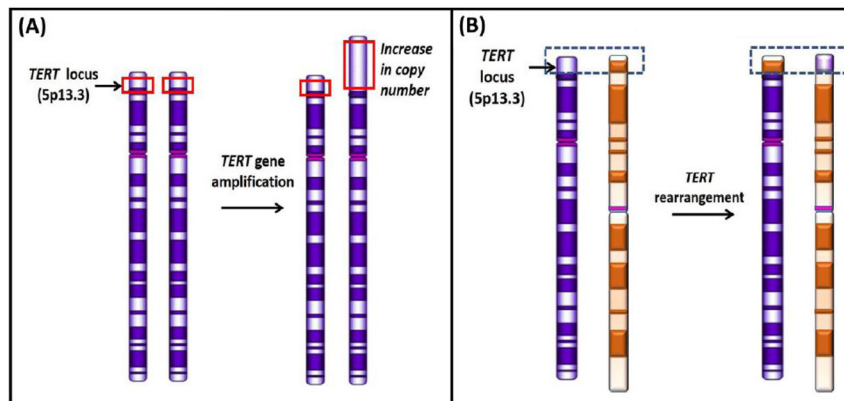 (A)
TERT locus
(5p13.3)
TERT gene
amplification
Increase
in copy
number
(B)
TERT
locus
(5p13.3)
TERT
rearrangement